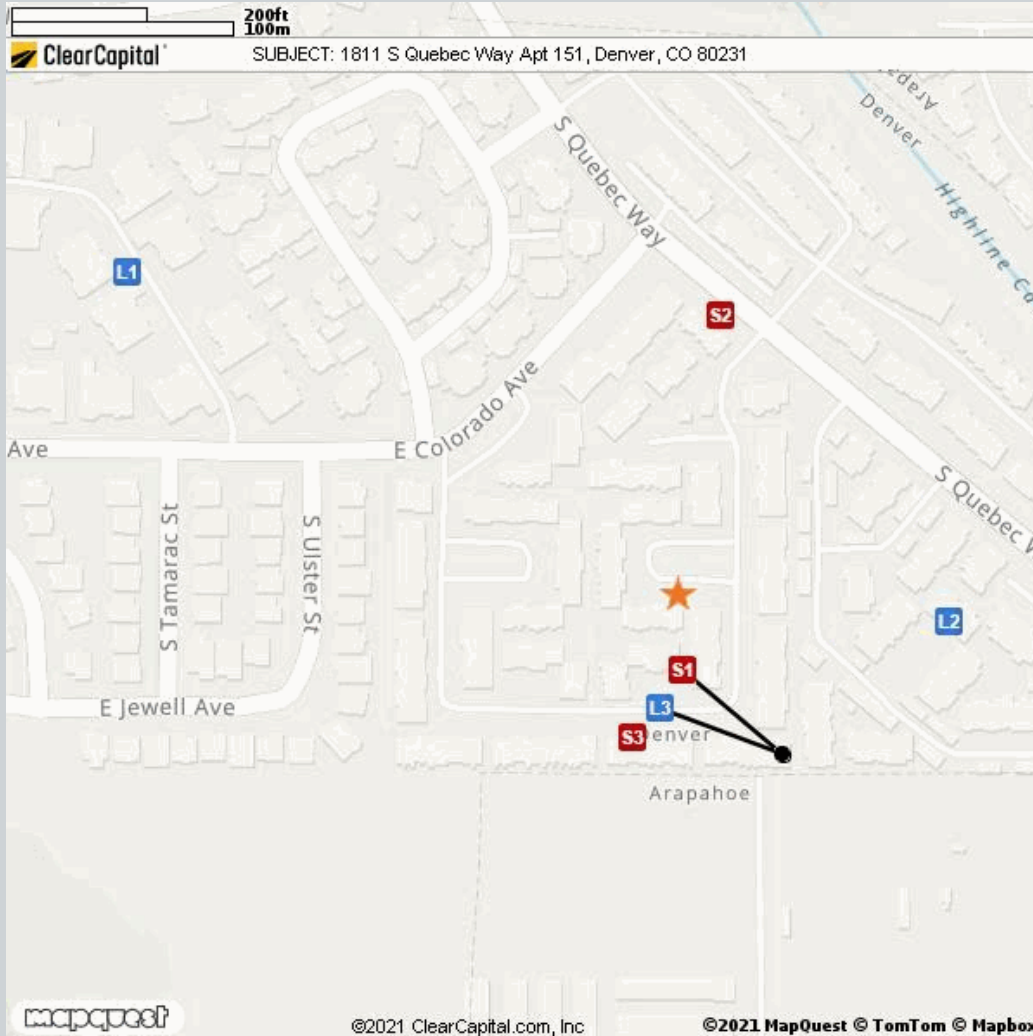 200ft
100m
ClearCapital
SUBJECT: 1811 S Quebec Way Apt 151, Denver, CO 80231
Denver
Highline
S Quebec Way
L1
S2
E Colorado Ave
Ave
S Quebec
S Tamarac St
S Ulster St
L2
S1
L3
S3
E Jewell Ave
Arapahoe
mapquest
©2021 ClearCapital.com, Inc
©2021 MapQuest © TomTom © Mapbox